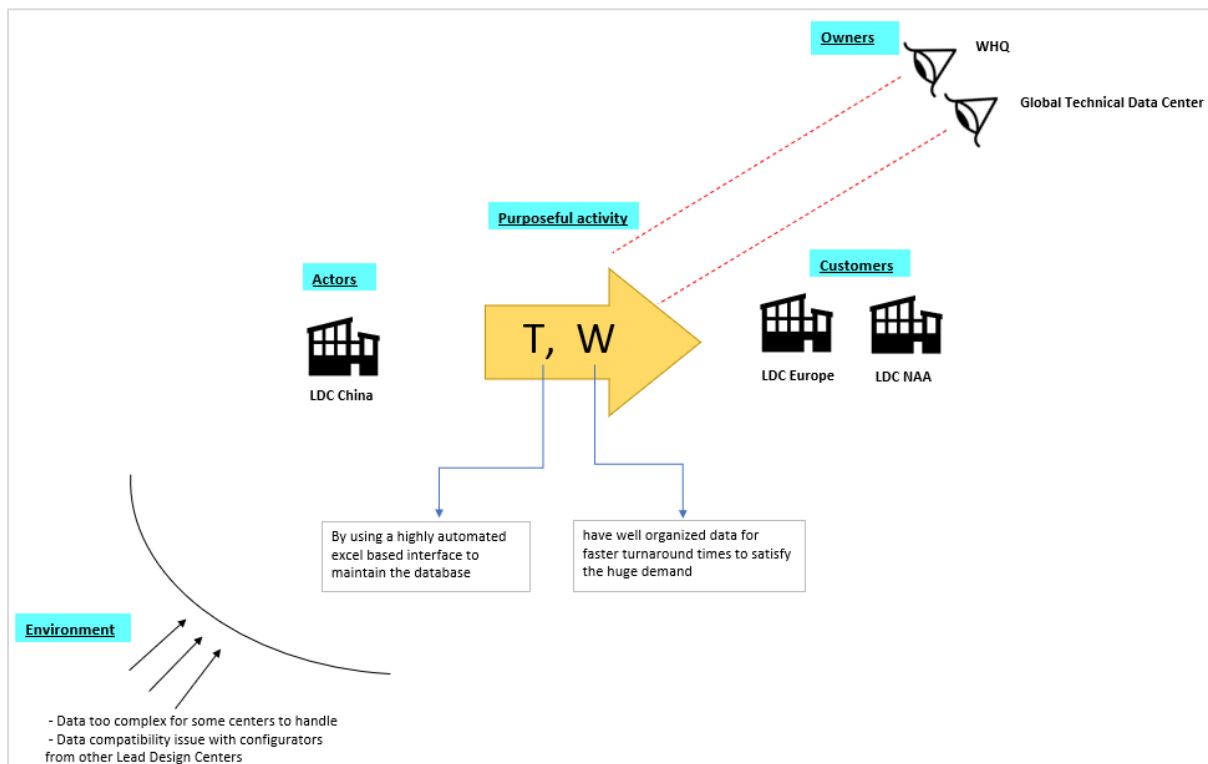 Owners
WHQ
Global Technical Data Center
Purposeful activity
Actors
Customers
T, W
LDC China
LDC Europe
LDC NAA
By using a highly automated
excel based interface to
maintain the database
have well organized data for
faster turnaround times to satisfy
the huge demand
Environment
- Data too complex for some centers to handle
- Data compatibility issue with configurators
from other Lead Design Centers